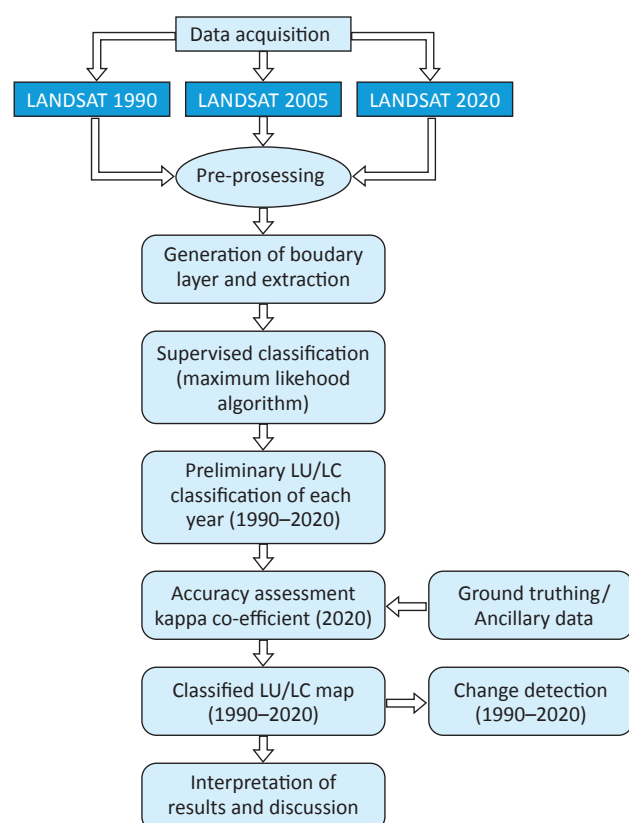 Data acquisition
LANDSAT 1990
LANDSAT 2005
LANDSAT 2020
Pre-prosessing
Generation of boudary
layer and extraction
Supervised classification
(maximum likehood
algorithm)
Preliminary LU/LC
classification of each
year (1990–2020)
Accuracy assessment
kappa co-efficient (2020)
Ground truthing/
Ancillary data
Classified LU/LC map
(1990–2020)
Change detection
(1990–2020)
Interpretation of
results and discussion